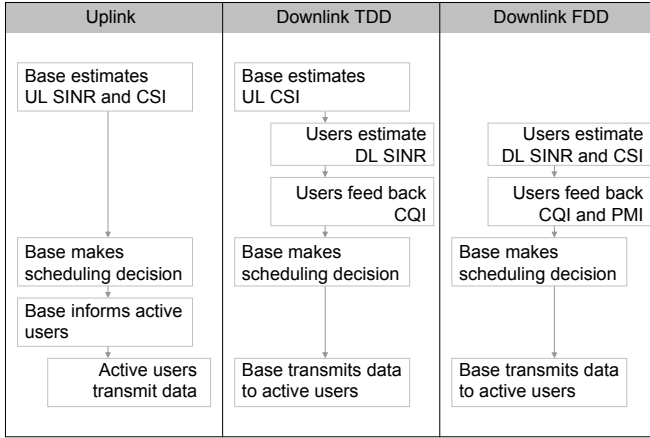 Uplink
Base estimates
UL SINR and CSI
Base makes
scheduling decision
Base informs active
users
Active users
transmit data
Downlink TDD
Base estimates
UL CSI
Users estimate
DL SINR
Users feed back
CQI
Base makes
scheduling decision
Base transmits data
to active users
Downlink FDD
Users estimate
DL SINR and CSI
Users feed back
CQI and PMI
Base makes
scheduling decision
Base transmits data
to active users